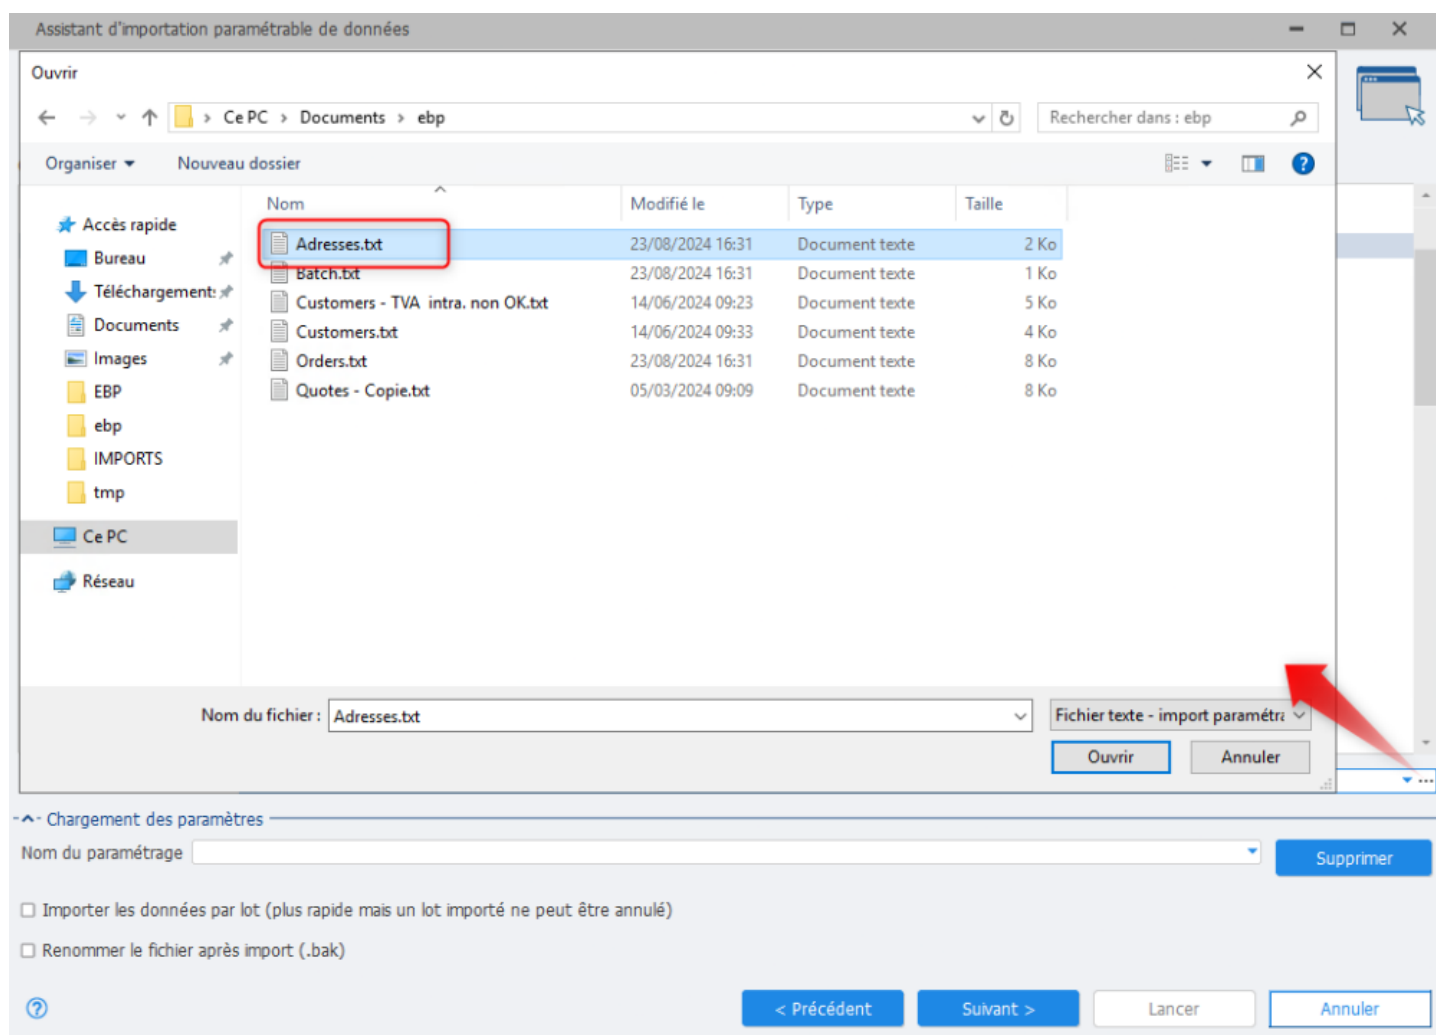 Assistant d'importation paramétrable de données
Ouvrir
Ce PC > Documents > ebp
Rechercher dans : ebp
Organiser
Nouveau dossier
Nom Modifié le Type Taille
Accès rapide
Bureau
Téléchargement
Documents
Images
EBP
ebp
IMPORTS
tmp
Ce PC
Réseau
Adresses.txt 23/08/2024 16:31 Document texte 2 Ko
Batch.txt 23/08/2024 16:31 Document texte 1 Ko
Customers - TVA intra. non OK.txt 14/06/2024 09:23 Document texte 5 Ko
Customers.txt 14/06/2024 09:33 Document texte 4 Ko
Orders.txt 23/08/2024 16:31 Document texte 8 Ko
Quotes - Copie.txt 05/03/2024 09:09 Document texte 8 Ko
Nom du fichier : Adresses.txt
Fichier texte - import paramétra
Ouvrir
Annuler
Chargement des paramètres
Nom du paramétrage
Supprimer
Importer les données par lot (plus rapide mais un lot importé ne peut être annulé)
Renommer le fichier après import (.bak)
< Précédent
Suivant >
Lancer
Annuler